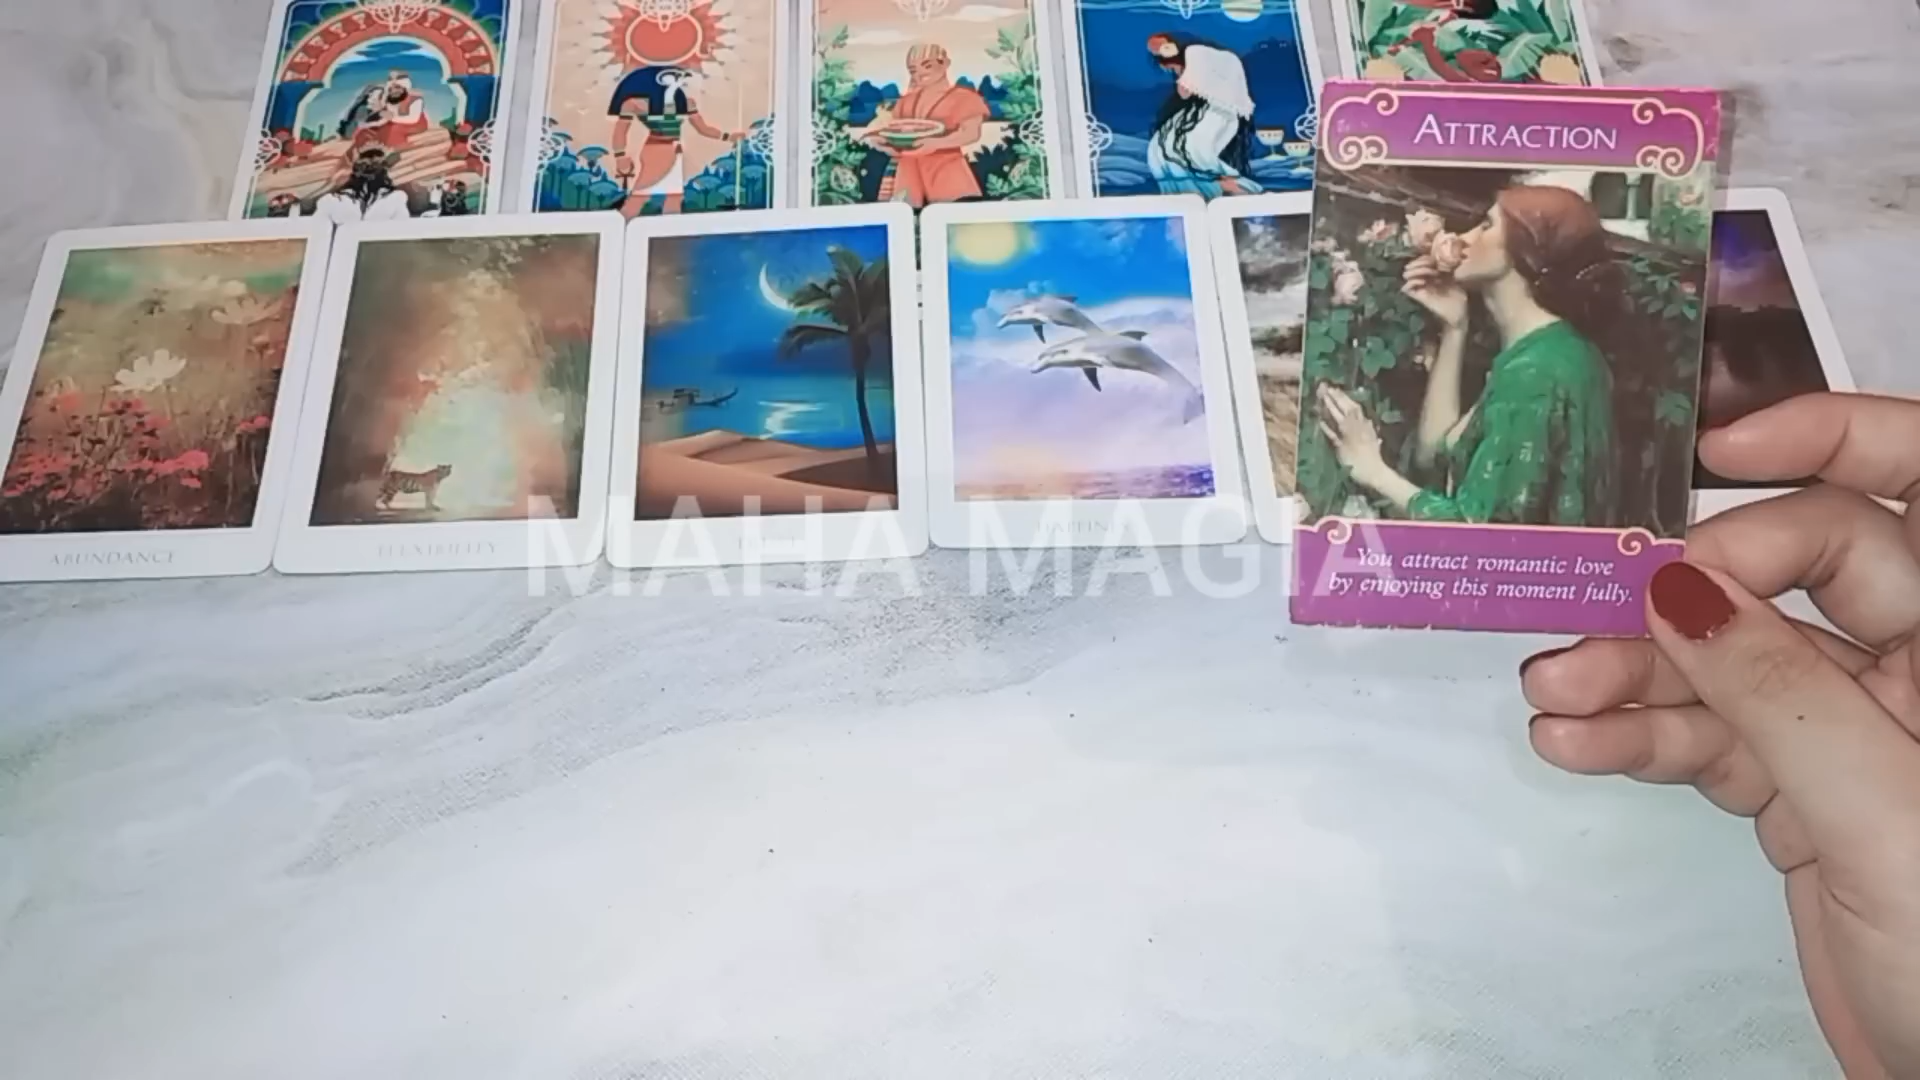 ATTRACTION
You attract romantic love
by enjoying this moment fully.
ABUNDANCE
FLEXIBILITY
MAHA MAGIA